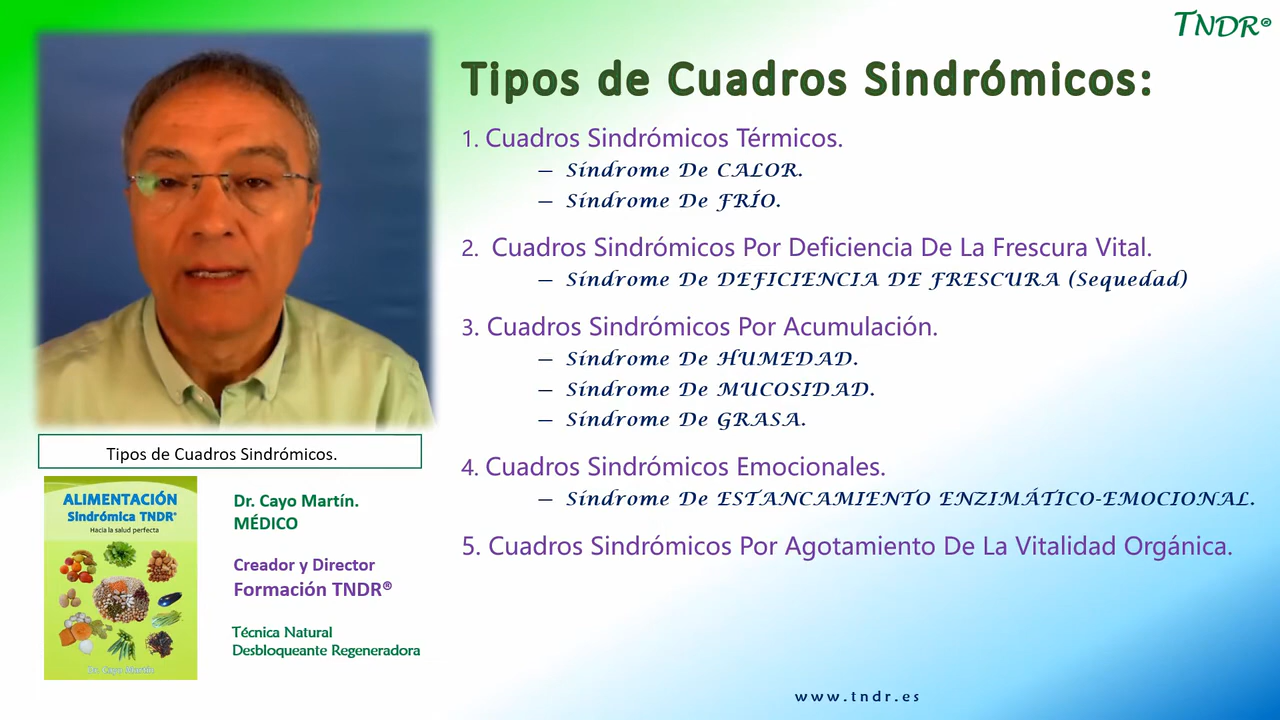 TNDR®
Tipos de Cuadros Sindrómicos:
1. Cuadros Sindrómicos Térmicos.
— Síndrome De CALOR.
— Síndrome De FRÍO.
2. Cuadros Sindrómicos Por Deficiencia De La Frescura Vital.
— Síndrome De DEFICIENCIA DE FRESCURA (Sequedad)
3. Cuadros Sindrómicos Por Acumulación.
— Síndrome De HUMEDAD.
— Síndrome De MUCOSIDAD.
— Síndrome De GRASA.
4. Cuadros Sindrómicos Emocionales.
— Síndrome De ESTANCAMIENTO ENZIMÁTICO-EMOCIONAL.
5. Cuadros Sindrómicos Por Agotamiento De La Vitalidad Orgánica.
Tipos de Cuadros Sindrómicos.
ALIMENTACIÓN
Sindrómica TNDR®
Hacia la salud perfecta
Dr. Cayo Martín
Dr. Cayo Martín.
MÉDICO
Creador y Director
Formación TNDR®
Técnica Natural
Desbloqueante Regeneradora
www.tndr.es